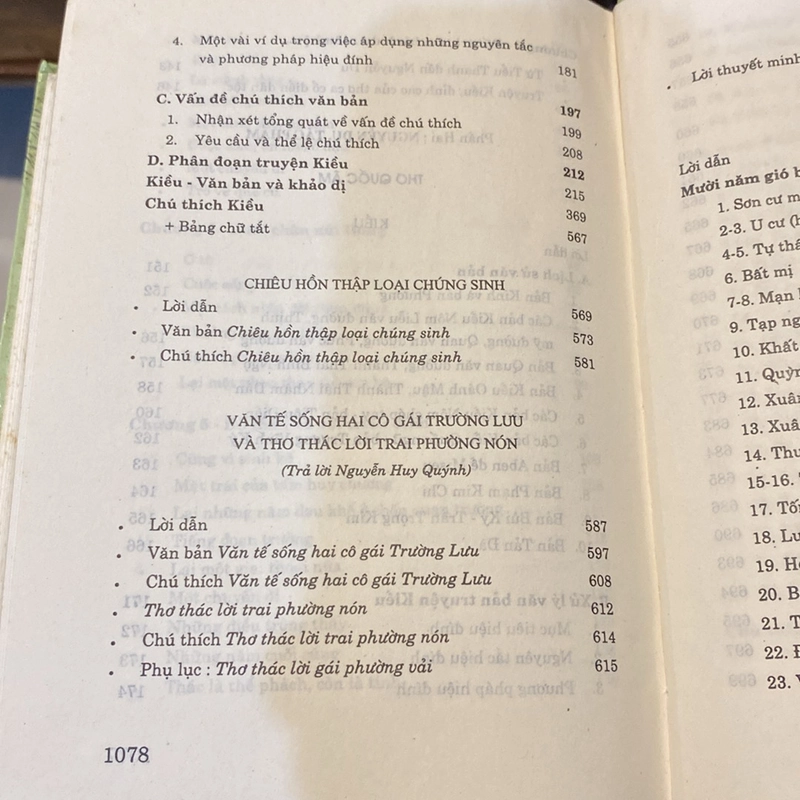 4. Một vài ví dụ trong việc áp dụng những nguyên tắc
và phương pháp hiệu đính 181
C. Vấn đề chú thích văn bản 197
1. Nhận xét tổng quát về vấn đề chú thích 199
2. Yêu cầu và thể lệ chú thích 208
D. Phân đoạn truyện Kiều 212
Kiều - Văn bản và khảo dị 215
Chú thích Kiều 369
+ Bảng chữ tắt 567
CHIÊU HỒN THẬP LOẠI CHÚNG SINH
• Lời dẫn 569
• Văn bản Chiêu hồn thập loại chúng sinh 573
• Chú thích Chiêu hồn thập loại chúng sinh 581
VĂN TẾ SỐNG HAI CÔ GÁI TRƯỜNG LƯU
VÀ THƠ THÁC LỜI TRAI PHƯỜNG NÓN
(Trả lời Nguyễn Huy Quýnh)
• Lời dẫn 587
• Văn bản Văn tế sống hai cô gái Trường Lưu 597
• Chú thích Văn tế sống hai cô gái Trường Lưu 608
• Thơ thác lời trai phường nón 612
• Chú thích Thơ thác lời trai phường nón 614
• Phụ lục : Thơ thác lời gái phường vải 615
1078
• Lời thuyết minh
Lời dẫn
Mười năm gió b
1. Sơn cư m
2-3. U cư (
4-5. Tự thá
6. Bất mị
7-8. Mạn
9. Tạp ng
10. Khất
11. Quỳn
12. Xuân
13. Xuâ
14. Thu
15-16.
17. Tốn
18. Lu
19. H
20. B
21. T
22. Đ
23.